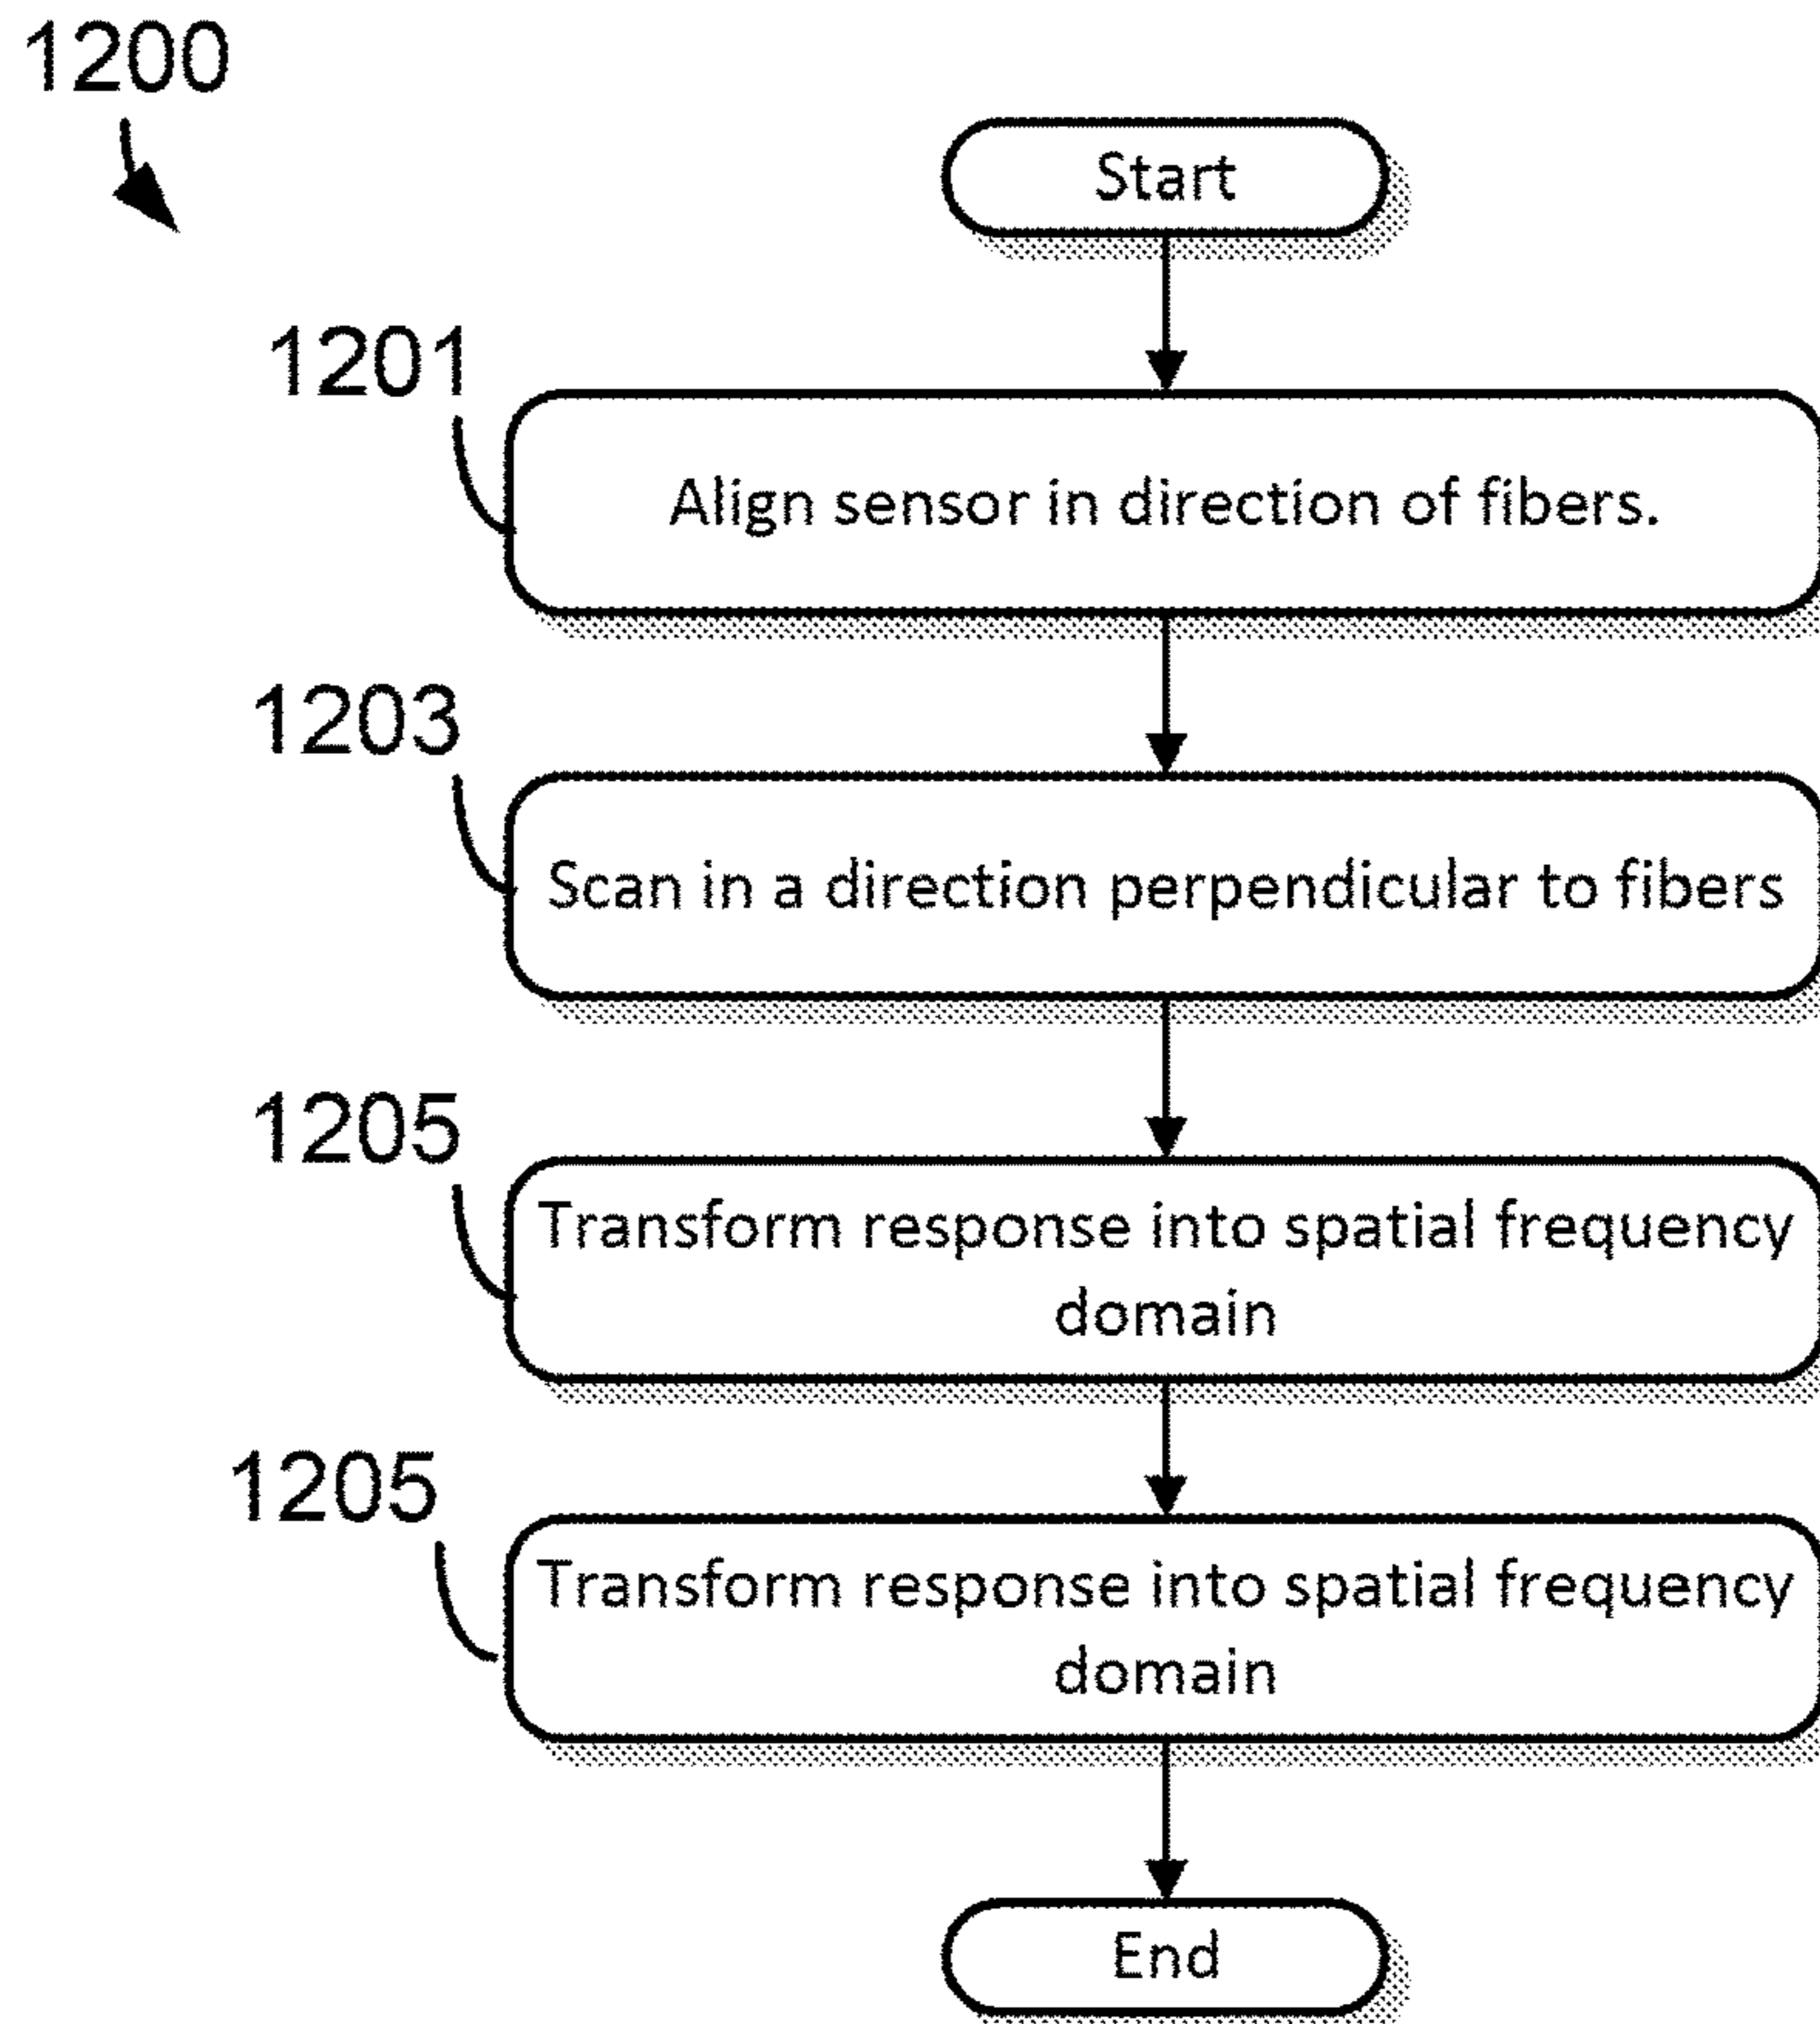 1200
Start
1201
Align sensor in direction of fibers.
1203
Scan in a direction perpendicular to fibers
1205
Transform response into spatial frequency
domain
1205
Transform response into spatial frequency
domain
End